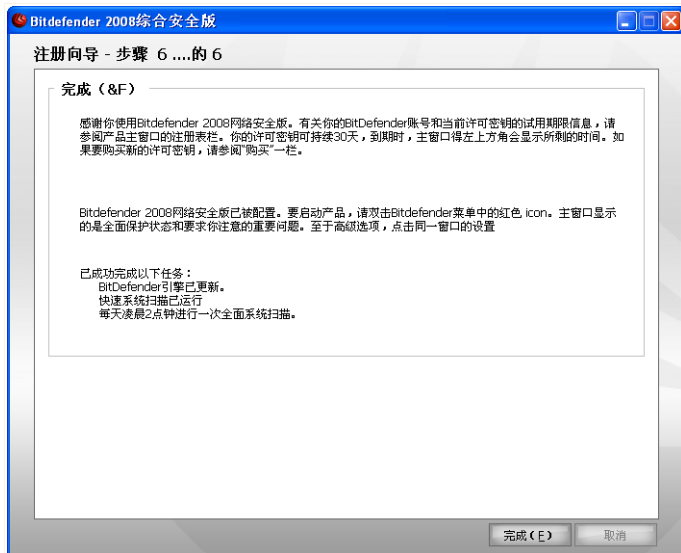 Bitdefender 2008综合安全版
注册向导 - 步骤 6 ....的 6
完成（&F）
感谢你使用Bitdefender 2008网络安全版。有关你的BitDefender账号和当前许可密钥的试用期限信息，请
参阅产品主窗口的注册表栏。你的许可密钥可持续30天，到期时，主窗口得左上方角会显示所剩的时间。如
果要购买新的许可密钥，请参阅"购买"一栏。
Bitdefender 2008网络安全版已被配置。要启动产品，请双击Bitdefender菜单中的红色 icon。主窗口显示
的是全面保护状态和要求你注意的重要问题。至于高级选项，点击同一窗口的设置
已成功完成以下任务：
BitDefender引擎已更新。
快速系统扫描已运行
每天凌晨2点钟进行一次全面系统扫描。
完成(F)
取消